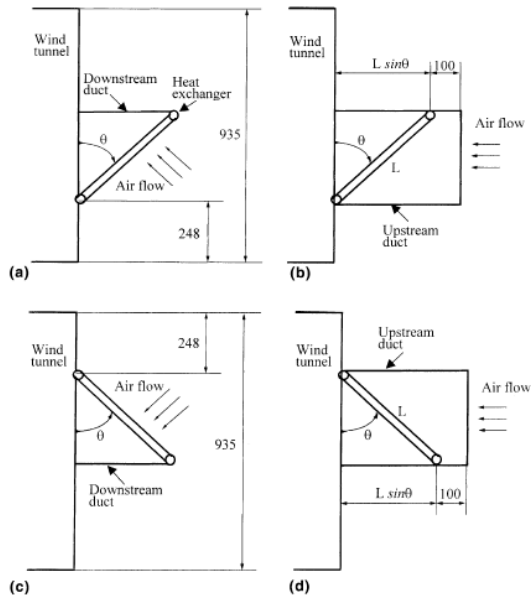 Wind
tunnel
Downstream
duct
Heat
exchanger
θ
Air flow
935
248
(a)
Wind
tunnel
L sinθ
100
Air flow
θ
L
Upstream
duct
(b)
Wind
tunnel
248
Air flow
θ
935
Downstream
duct
(c)
Upstream
duct
Wind
tunnel
Air flow
L
θ
L sinθ
100
(d)